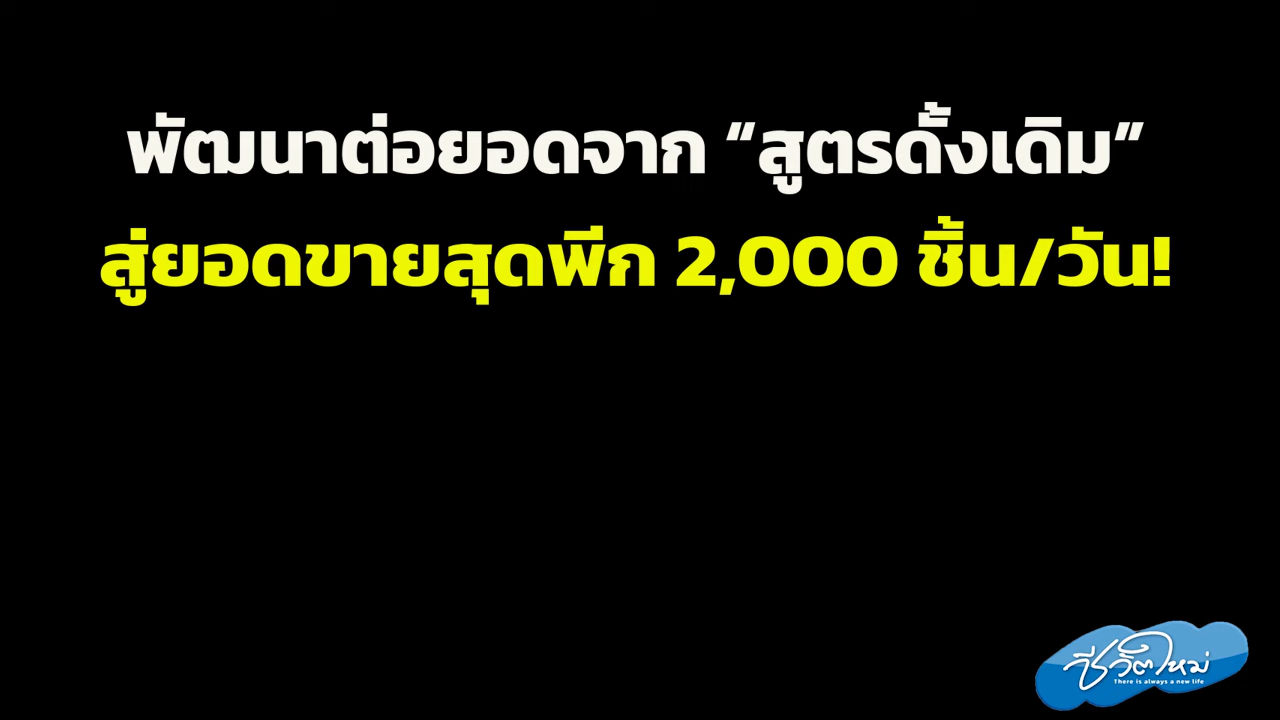 พัฒนาต่อยอดจาก “สูตรดั้งเดิม”
สู่ยอดขายสุดพีก 2,000 ชิ้น/วัน!
ชีวิตใหม่
There is always a new life